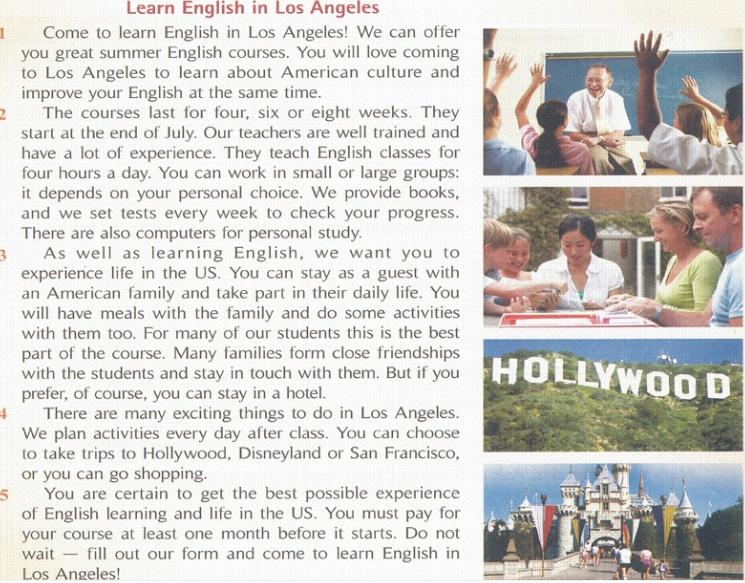 Learn English in Los Angeles
1 Come to learn English in Los Angeles! We can offer
you great summer English courses. You will love coming
to Los Angeles to learn about American culture and
improve your English at the same time.
2 The courses last for four, six or eight weeks. They
start at the end of July. Our teachers are well trained and
have a lot of experience. They teach English classes for
four hours a day. You can work in small or large groups:
it depends on your personal choice. We provide books,
and we set tests every week to check your progress.
There are also computers for personal study.
3 As well as learning English, we want you to
experience life in the US. You can stay as a guest with
an American family and take part in their daily life. You
will have meals with the family and do some activities
with them too. For many of our students this is the best
part of the course. Many families form close friendships
with the students and stay in touch with them. But if you
prefer, of course, you can stay in a hotel.
4 There are many exciting things to do in Los Angeles.
We plan activities every day after class. You can choose
to take trips to Hollywood, Disneyland or San Francisco,
or you can go shopping.
5 You are certain to get the best possible experience
of English learning and life in the US. You must pay for
your course at least one month before it starts. Do not
wait — fill out our form and come to learn English in
Los Angeles!
HOLLYWOOD